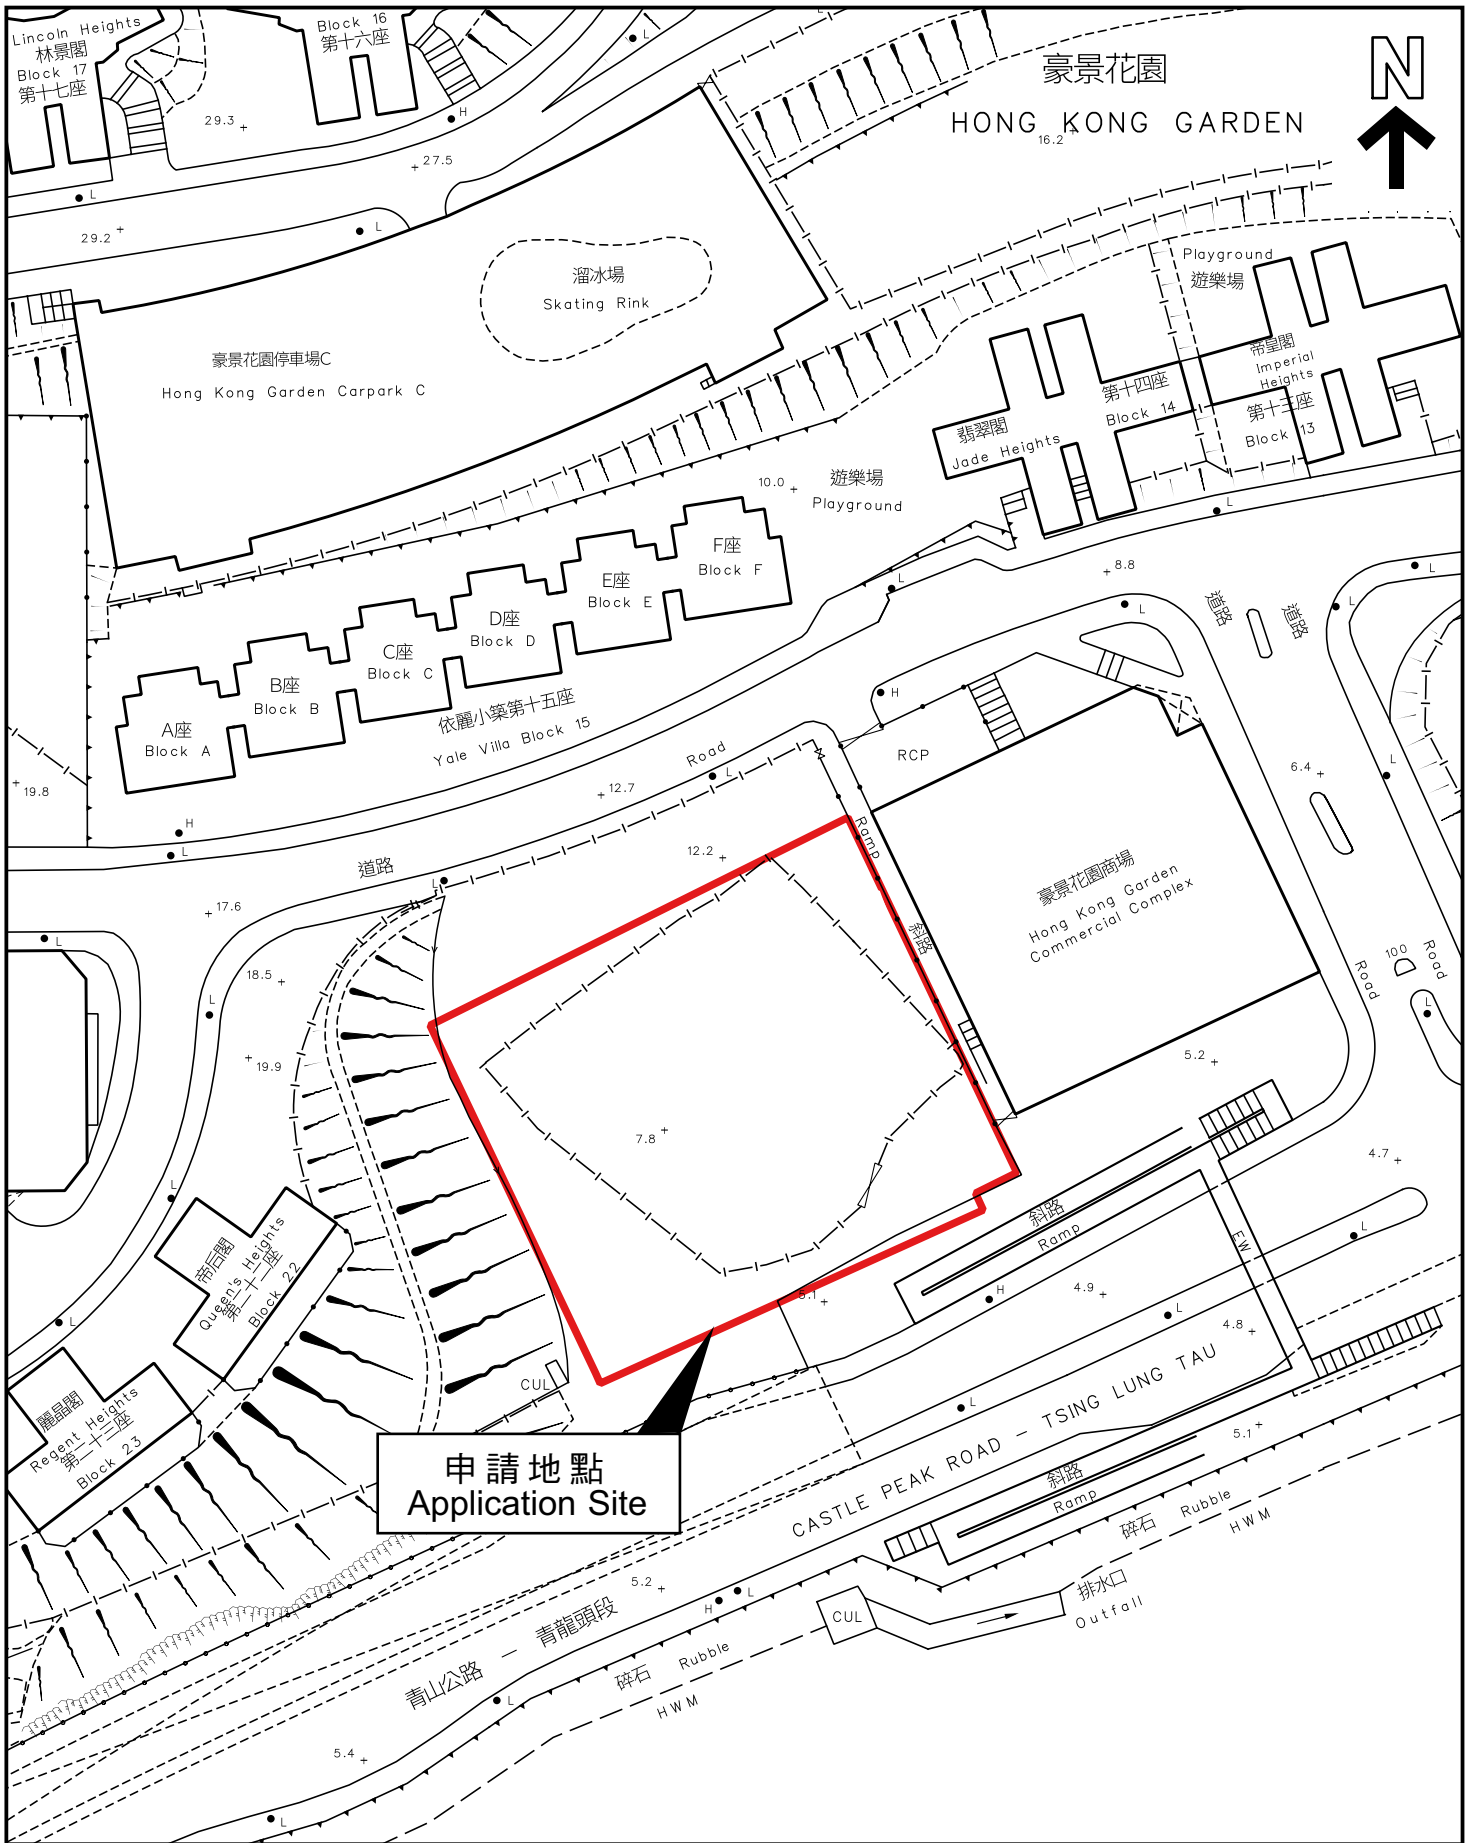 Lincoln Heights
林景閣
Block 17
第十七座
Block 16
第十六座
豪景花園
HONG KONG GARDEN
N
29.3
H
27.5
16.2
L
L
29.2
L
溜冰場
Skating Rink
Playground
遊樂場
豪景花園停車場C
Hong Kong Garden Carpark C
帝皇閣
Imperial
Heights
第十三座
Block 13
第十四座
Block 14
翡翠閣
Jade Heights
10.0
遊樂場
Playground
L
F座
Block F
E座
Block E
D座
Block D
C座
Block C
B座
Block B
A座
Block A
依麗小築第十五座
Yale Villa Block 15
8.8
L
L
L
L
道路
道路
H
RCP
Road
L
12.7
19.8
H
L
6.4
L
道路
L
12.2
Ramp
斜路
豪景花園商場
Hong Kong Garden
Commercial Complex
17.6
L
18.5
L
19.9
Road
100
Road
L
5.2
7.8
4.7
L
L
斜路
Ramp
EW
L
帝后閣
Queen's Heights
第二十二座
Block 22
H
4.9
L
4.8
5.1
L
麗晶閣
Regent Heights
第二十三座
Block 23
CUL
申請地點
Application Site
CASTLE PEAK ROAD – TSING LUNG TAU
5.1
斜路
Ramp
碎石 Rubble
HWM
5.2
L
H
CUL
排水口
Outfall
青山公路 – 青龍頭段
碎石 Rubble
HWM
L
5.4
L